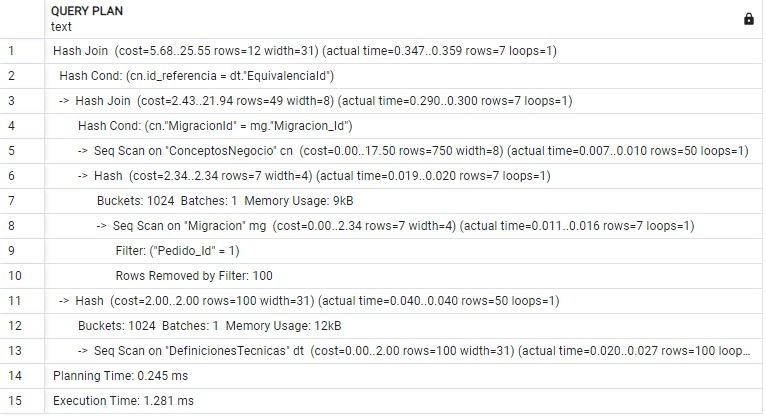 QUERY PLAN
text
1 Hash Join (cost=5.68..25.55 rows=12 width=31) (actual time=0.347..0.359 rows=7 loops=1)
2 Hash Cond: (cn.id_referencia = dt."EquivalenciaId")
3 -> Hash Join (cost=2.43..21.94 rows=49 width=8) (actual time=0.290..0.300 rows=7 loops=1)
4 Hash Cond: (cn."MigracionId" = mg."Migracion_Id")
5 -> Seq Scan on "ConceptosNegocio" cn (cost=0.00..17.50 rows=750 width=8) (actual time=0.007..0.010 rows=50 loops=1)
6 -> Hash (cost=2.34..2.34 rows=7 width=4) (actual time=0.019..0.020 rows=7 loops=1)
7 Buckets: 1024 Batches: 1 Memory Usage: 9kB
8 -> Seq Scan on "Migracion" mg (cost=0.00..2.34 rows=7 width=4) (actual time=0.011..0.016 rows=7 loops=1)
9 Filter: ("Pedido_Id" = 1)
10 Rows Removed by Filter: 100
11 -> Hash (cost=2.00..2.00 rows=100 width=31) (actual time=0.040..0.040 rows=50 loops=1)
12 Buckets: 1024 Batches: 1 Memory Usage: 12kB
13 -> Seq Scan on "DefinicionesTecnicas" dt (cost=0.00..2.00 rows=100 width=31) (actual time=0.020..0.027 rows=100 loop...
14 Planning Time: 0.245 ms
15 Execution Time: 1.281 ms